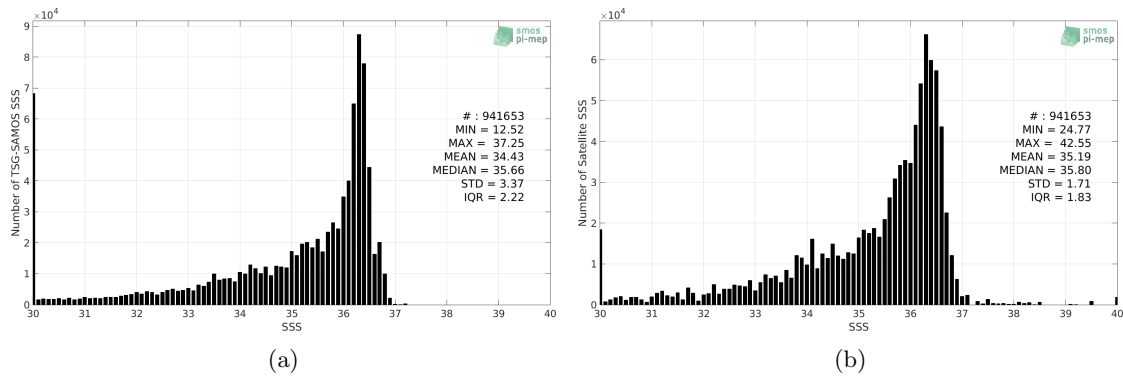 ×10⁴
9
8
7
6
5
4
3
2
1
0
Number of TSG-SAMOS SSS
smos
pi-mep
# : 941653
MIN = 12.52
MAX = 37.25
MEAN = 34.43
MEDIAN = 35.66
STD = 3.37
IQR = 2.22
30 31 32 33 34 35 36 37 38 39 40
SSS
(a)
×10⁴
6
5
4
3
2
1
0
Number of Satellite SSS
smos
pi-mep
# : 941653
MIN = 24.77
MAX = 42.55
MEAN = 35.19
MEDIAN = 35.80
STD = 1.71
IQR = 1.83
30 31 32 33 34 35 36 37 38 39 40
SSS
(b)